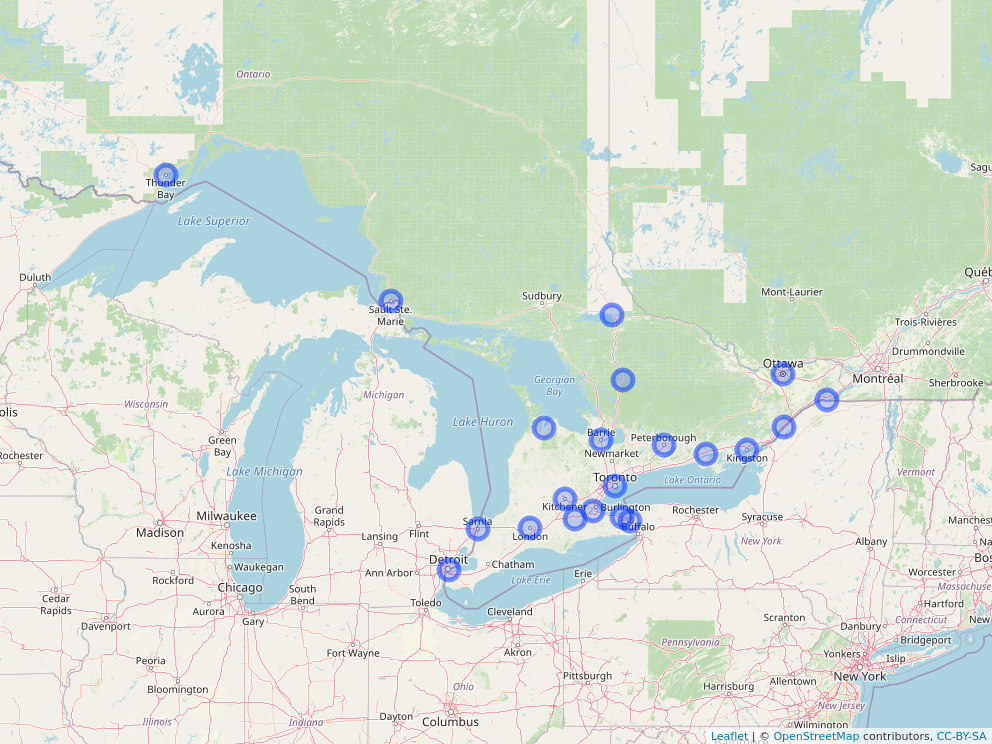 Ontario
Thunder
Bay
Sagu
Lake Superior
Duluth
Québ
Sudbury
Mont-Laurier
Sault Ste.
Marie
Trois-Rivières
Drummondville
Ottawa
Montréal
Sherbrooke
Georgian
Bay
Michigan
Wisconsin
olis
Lake Huron
Barrie
Peterborough
Newmarket
Kingston
Rochester
Green
Bay
Lake Michigan
Vermont
Toronto
Lake Ontario
Kitchener
Burlington
Buffalo
Rochester
Syracuse
Milwaukee
Grand
Rapids
Sarnia
London
Madison
Lansing
Flint
New York
Albany
Manchest
Na
Kenosha
Waukegan
Detroit
Chatham
Bos
Rockford
Chicago
Ann Arbor
Lake Erie
Erie
Worcester
Massachuse
Cedar
Rapids
Aurora
South
Bend
Toledo
Cleveland
Scranton
Hartford
Connecticut
New
Davenport
Gary
Danbury
Bridgeport
Fort Wayne
Akron
Pennsylvania
Yonkers
Islip
Peoria
Pittsburgh
New York
Bloomington
Ohio
Harrisburg
Allentown
New Jersey
Illinois
Indiana
Dayton
Columbus
Wilmington
Leaflet | © OpenStreetMap contributors, CC-BY-SA